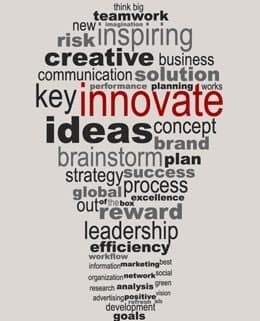 think big
teamwork
new imagination
risk inspiring
creative business
communication solution
performance planning works
key innovate
ideas concept
brand
brainstorm plan
strategy success
global process
out of the box excellence
reward
leadership
efficiency
workflow
information marketing best
organization network social
research analysis green
advertising positive vision
refresh ads
development
goals